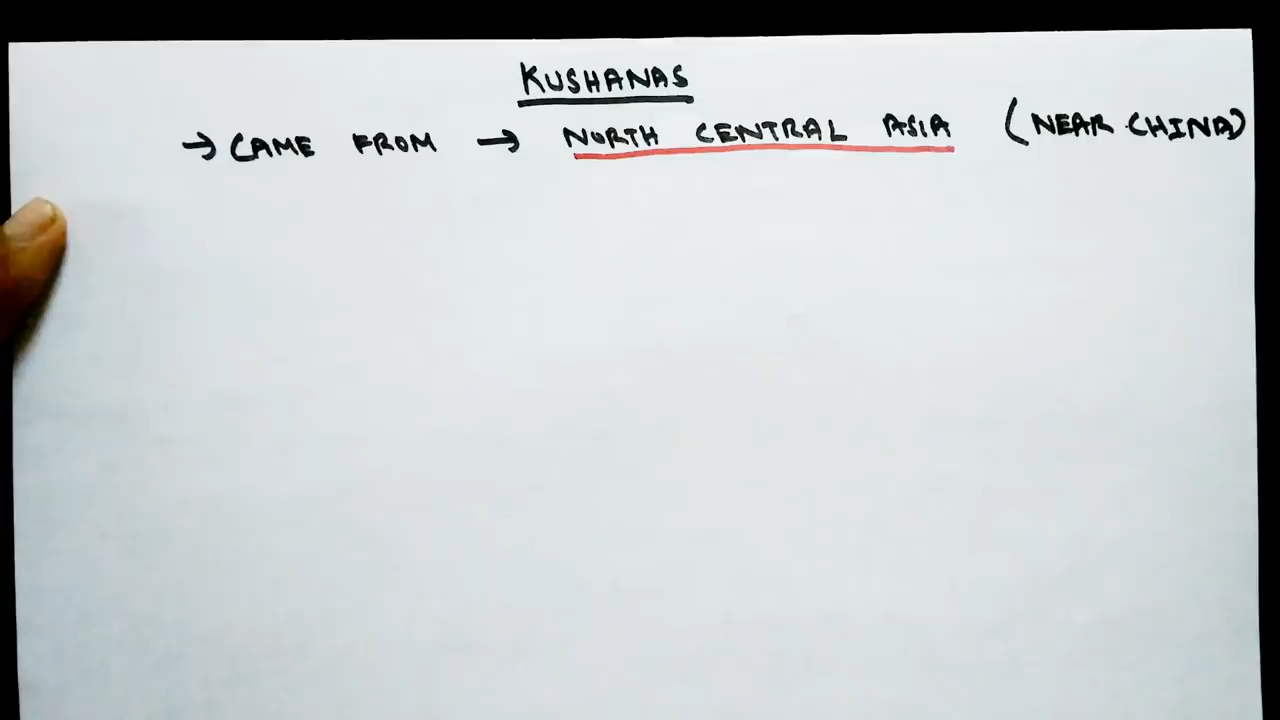 KUSHANAS
→ CAME FROM → NORTH CENTRAL ASIA (NEAR CHINA)